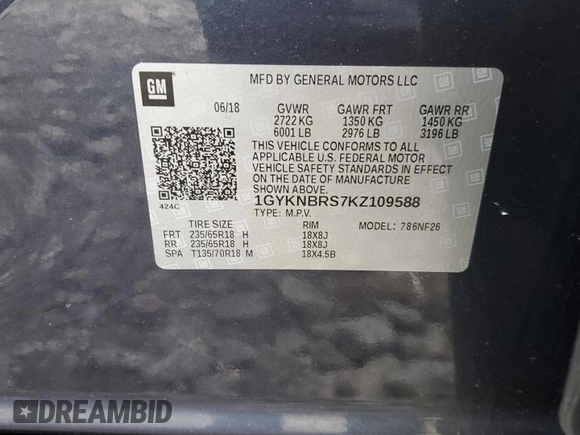 GM
MFD BY GENERAL MOTORS LLC
06/18 GVWR GAWR FRT GAWR RR
2722 KG 1350 KG 1450 KG
6001 LB 2976 LB 3196 LB
THIS VEHICLE CONFORMS TO ALL
APPLICABLE U.S. FEDERAL MOTOR
VEHICLE SAFETY STANDARDS IN EFFECT
ON THE DATE OF MANUFACTURE
SHOWN ABOVE.
424C
1GYKNBRS7KZ109588
TYPE: M.P.V. MODEL: 786NF26
TIRE SIZE RIM
FRT 235/65R18 H 18X8J
RR 235/65R18 H 18X8J
SPA T135/70R18 M 18X4.5B
DREAMBID